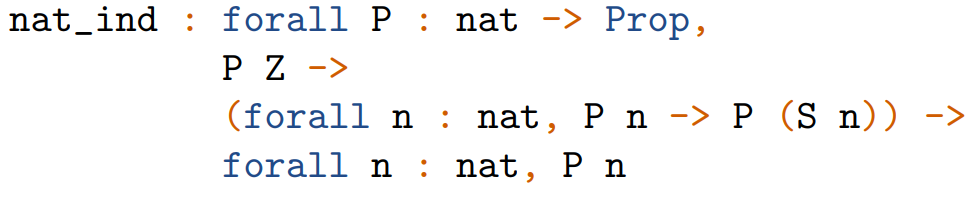 nat_ind : forall P : nat -> Prop,
P Z ->
(forall n : nat, P n -> P (S n)) ->
forall n : nat, P n